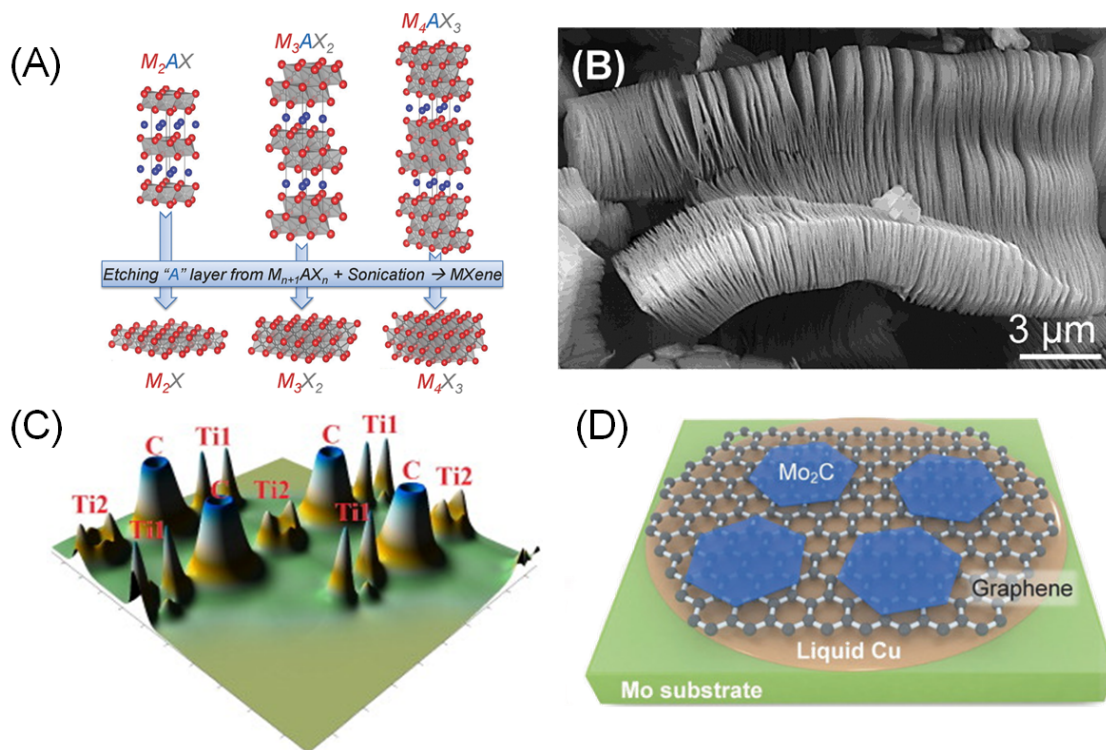 (A)
M₂AX
M₃AX₂
M₄AX₃
Etching "A" layer from Mₙ₊₁AXₙ + Sonication → MXene
M₂X
M₃X₂
M₄X₃
(B)
3 µm
(C)
C
Ti1
C
Ti1
C
C
Ti2
Ti2
Ti2
Ti1
Ti1
(D)
Mo₂C
Graphene
Liquid Cu
Mo substrate